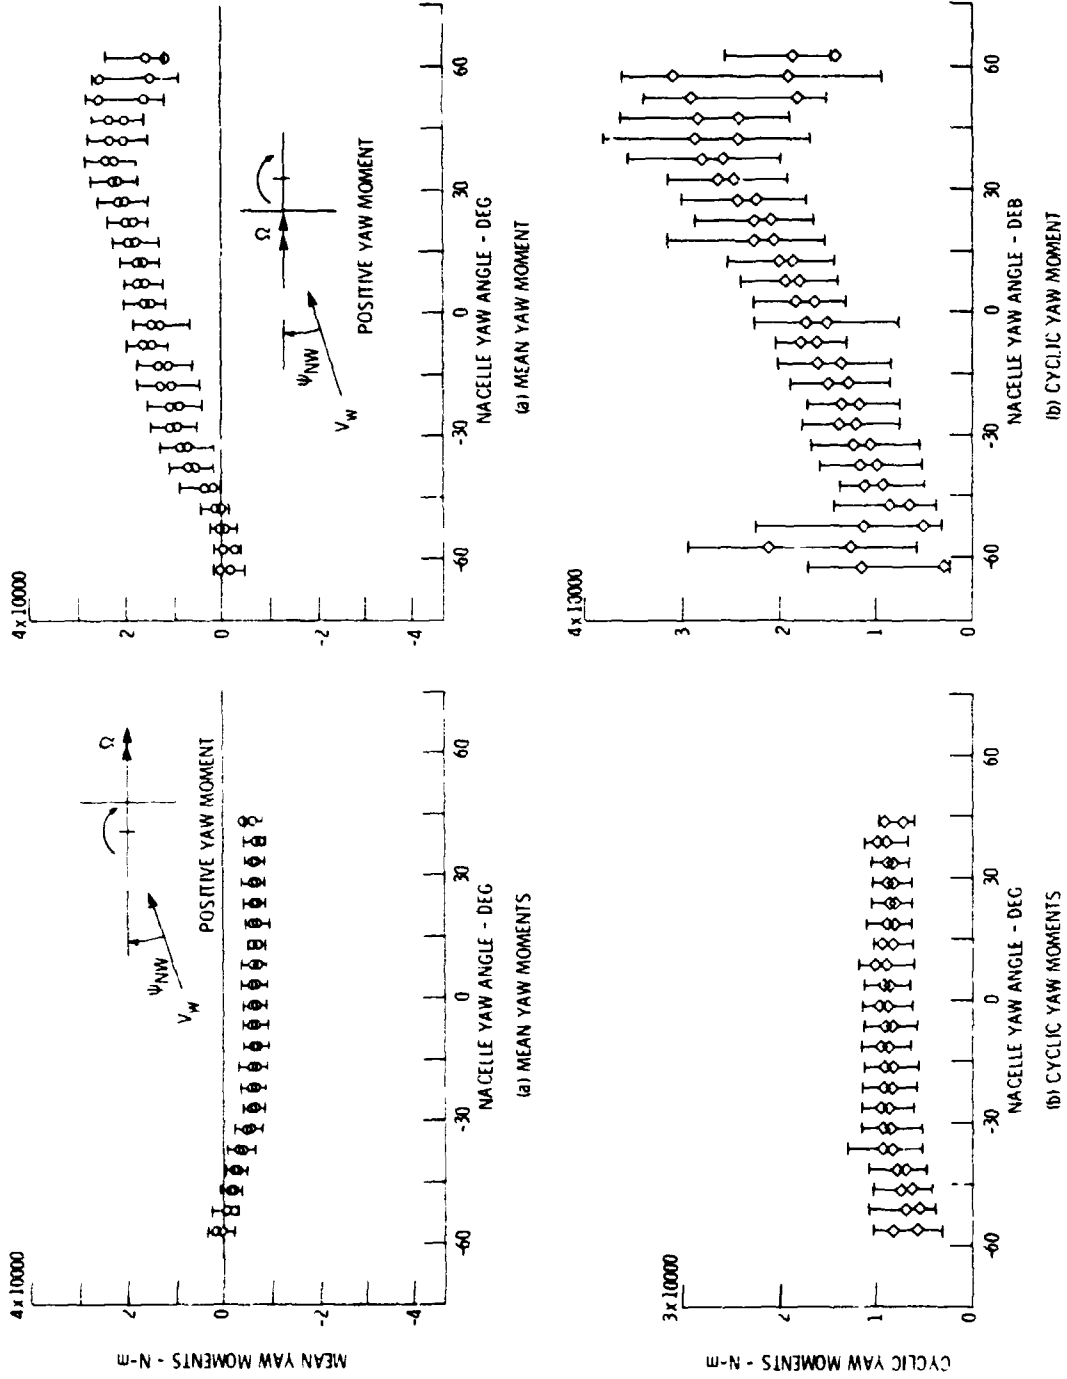 4 x 10000
2
0
-2
-4
MEAN YAW MOMENTS - N-m
-60
-30
0
30
60
NACELLE YAW ANGLE - DEG
(a) MEAN YAW MOMENTS
Ω
ΨNW
VW
POSITIVE YAW MOMENT
3 x 10000
2
1
0
CYCLIC YAW MOMENTS - N-m
-60
-30
0
30
60
NACELLE YAW ANGLE - DEG
(b) CYCLIC YAW MOMENTS
4 x 10000
2
0
-2
-4
-60
-30
0
30
60
NACELLE YAW ANGLE - DEG
(a) MEAN YAW MOMENT
Ω
ΨNW
VW
POSITIVE YAW MOMENT
4 x 10000
3
2
1
0
-60
-30
0
30
60
NACELLE YAW ANGLE - DEB
(b) CYCLIC YAW MOMENT